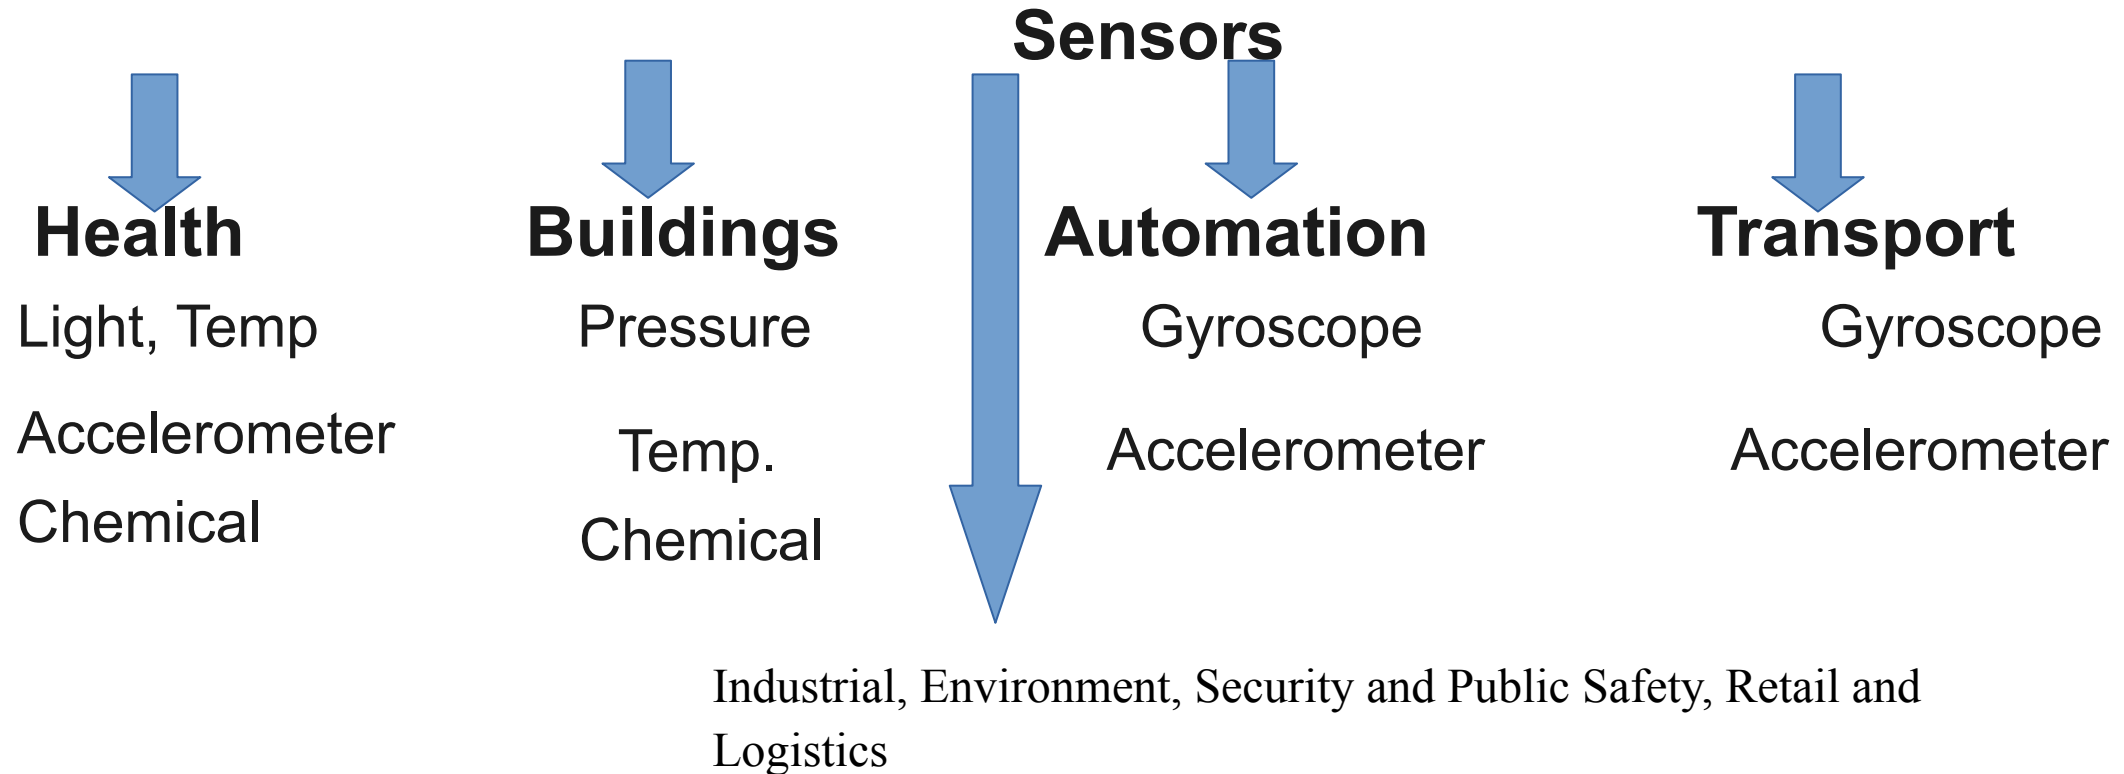 Sensors
Health
Buildings
Automation
Transport
Light, Temp
Pressure
Gyroscope
Gyroscope
Accelerometer
Temp.
Accelerometer
Accelerometer
Chemical
Chemical
Industrial, Environment, Security and Public Safety, Retail and
Logistics